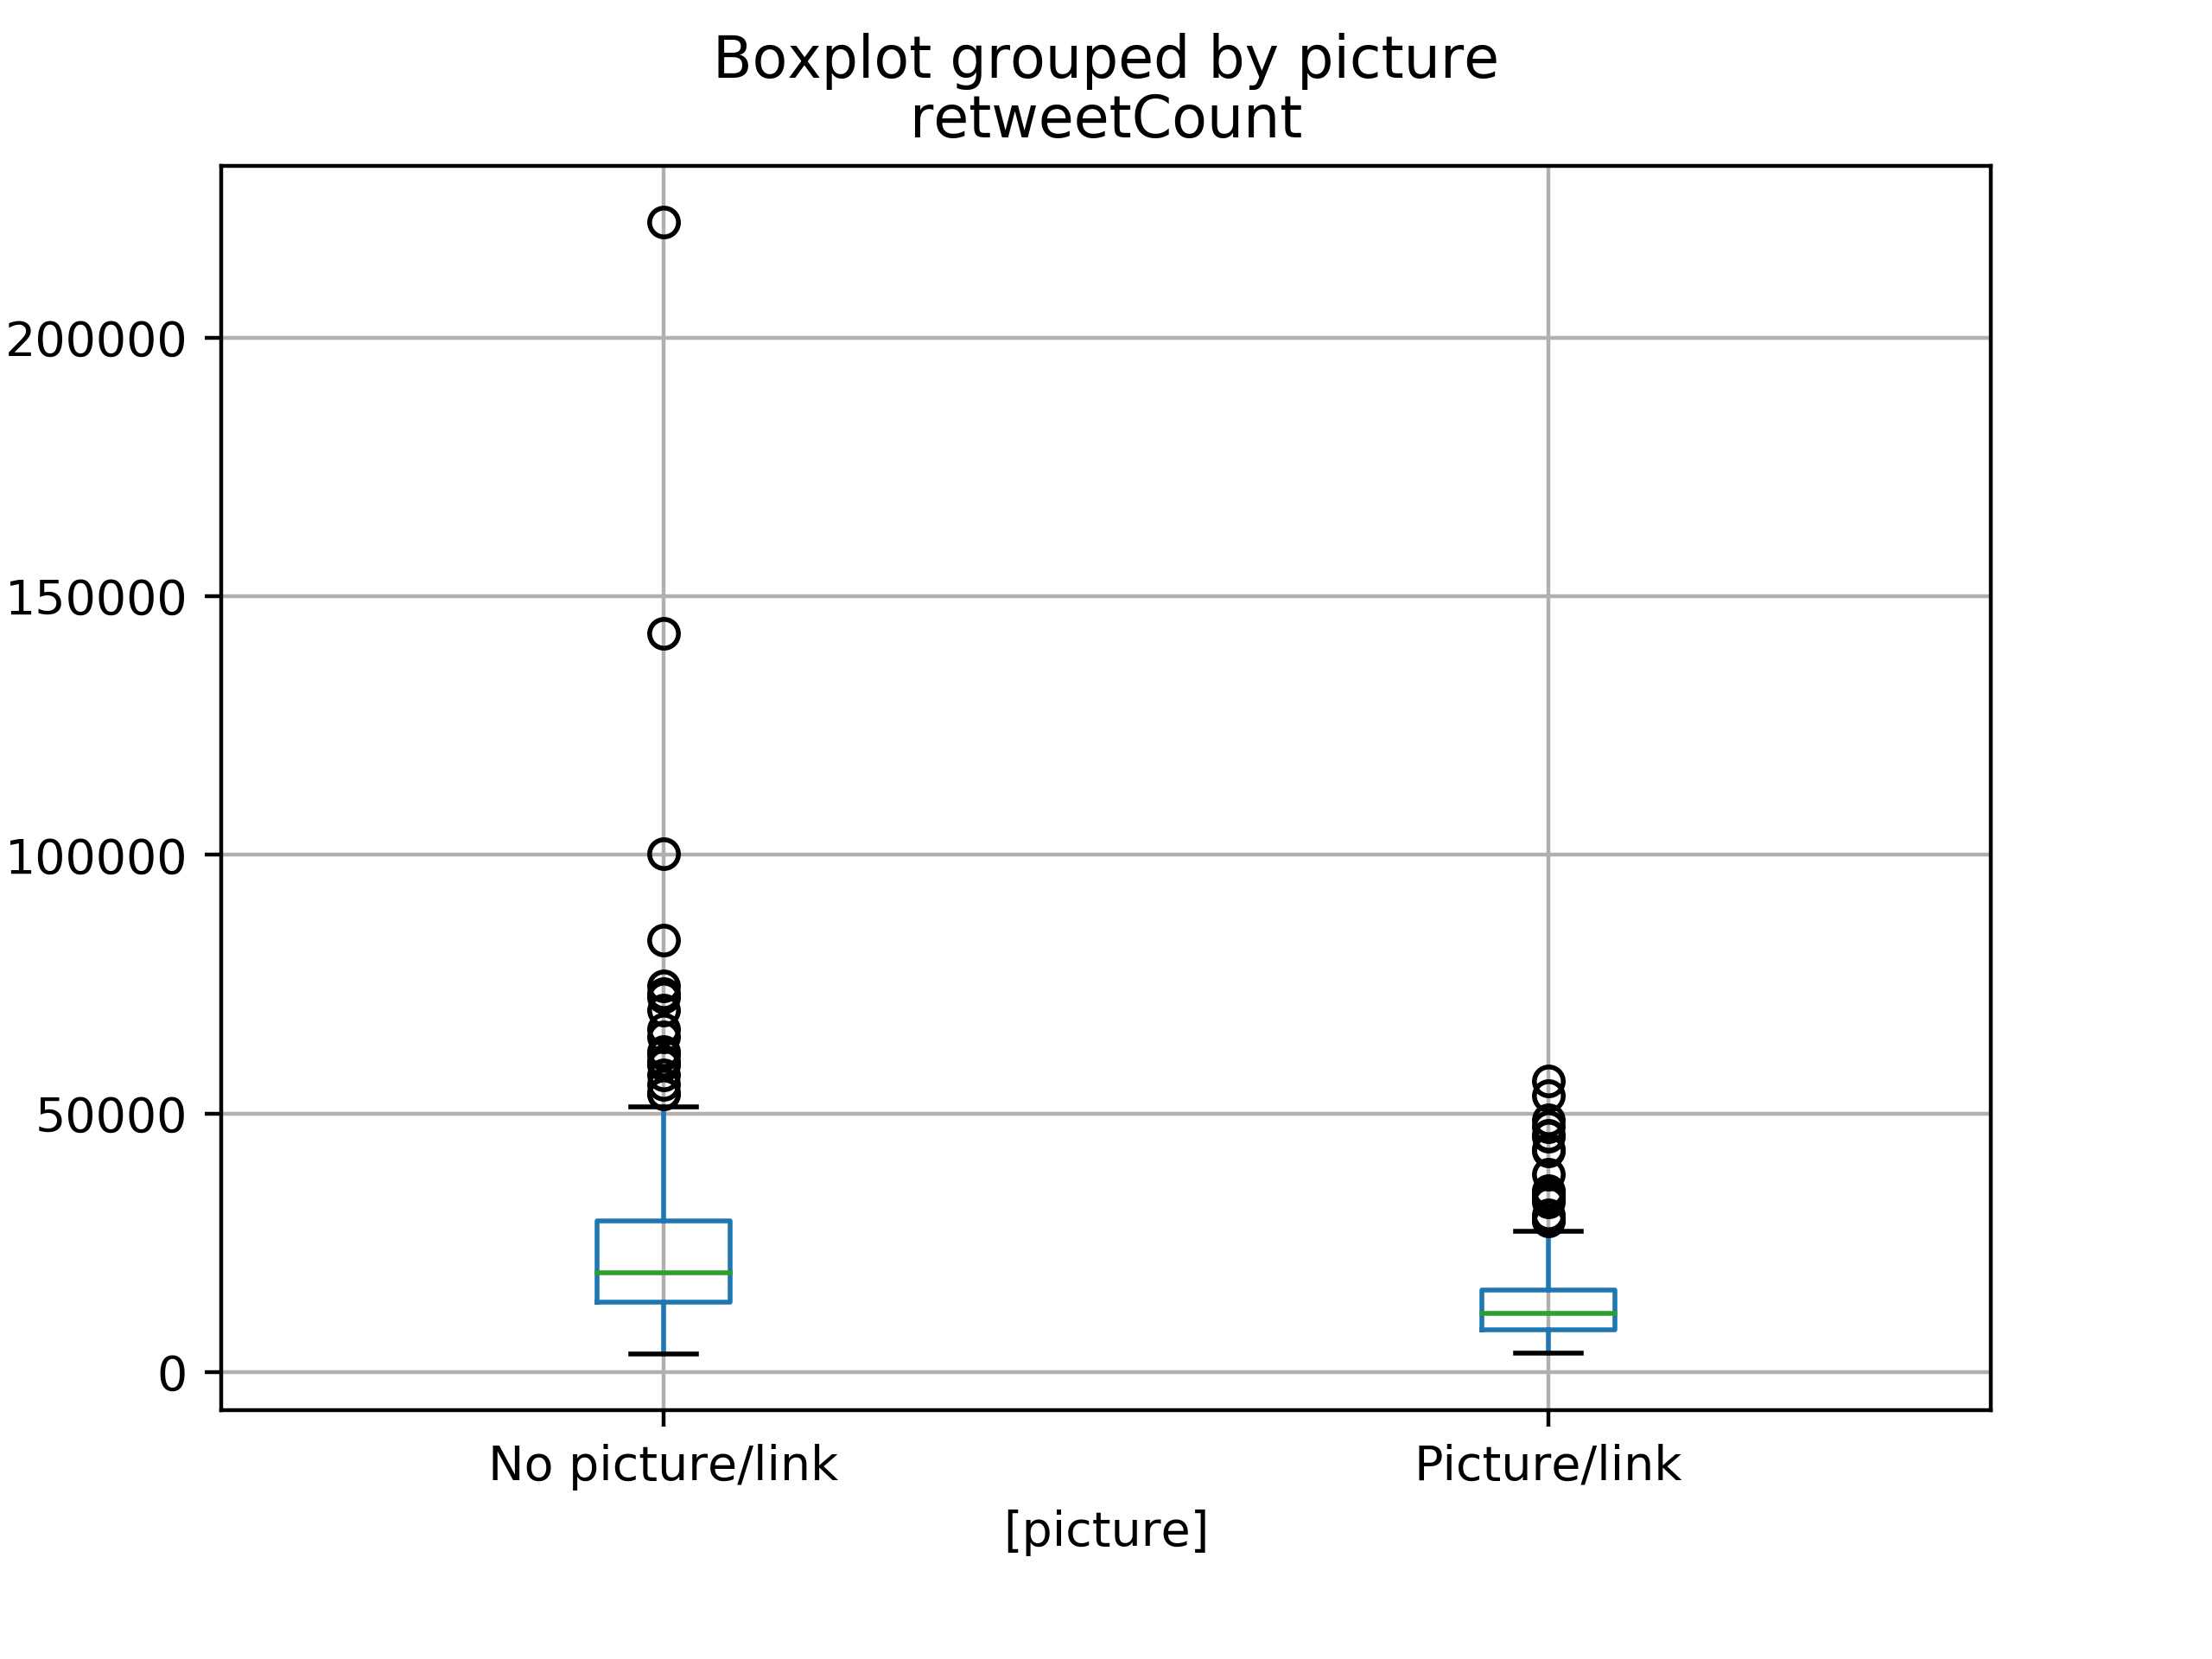 Boxplot grouped by picture
retweetCount
200000
150000
100000
50000
0
No picture/link Picture/link
[picture]